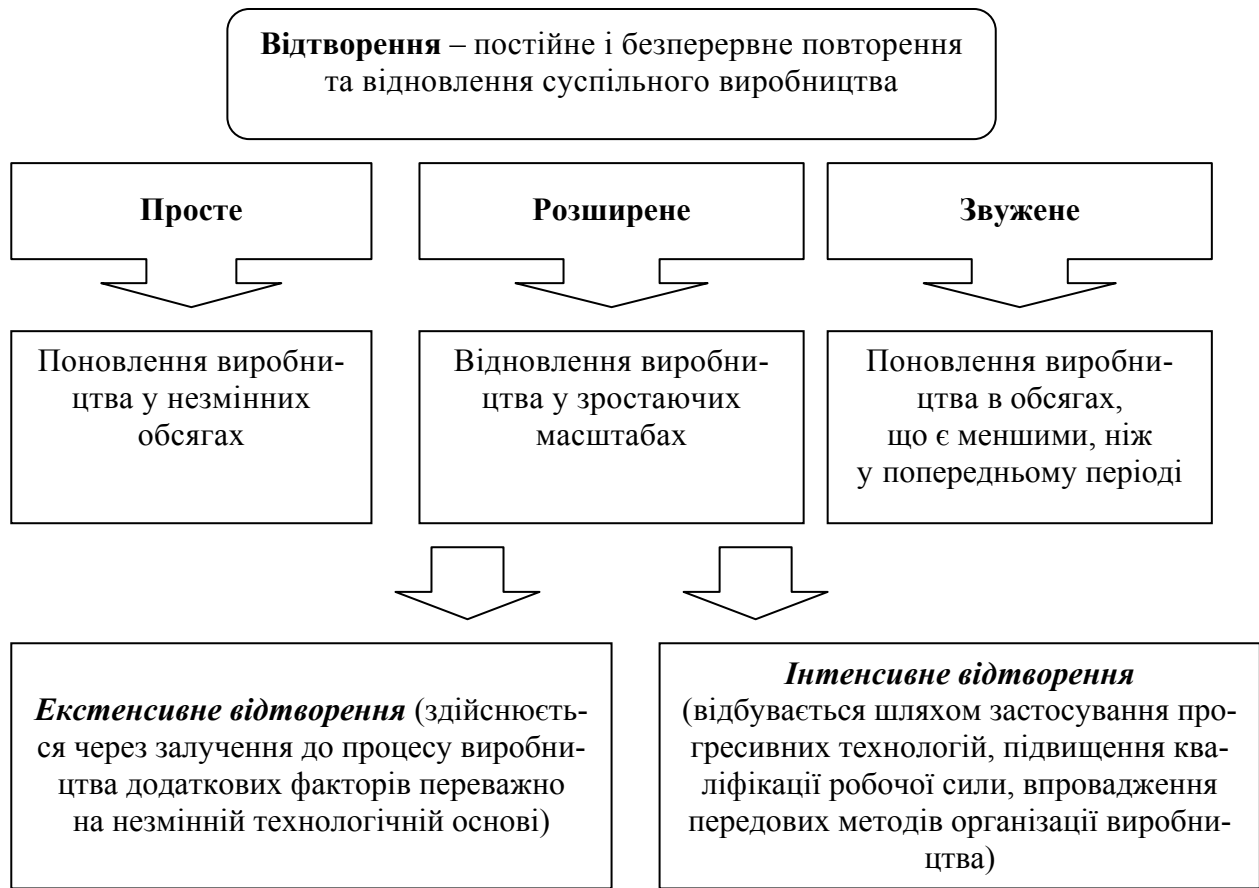 Відтворення – постійне і безперервне повторення
та відновлення суспільного виробництва
Просте
Розширене
Звужене
Поновлення виробни-
цтва у незмінних
обсягах
Відновлення виробни-
цтва у зростаючих
масштабах
Поновлення виробни-
цтва в обсягах,
що є меншими, ніж
у попередньому періоді
Екстенсивне відтворення (здійснюєть-
ся через залучення до процесу виробни-
цтва додаткових факторів переважно
на незмінній технологічній основі)
Інтенсивне відтворення
(відбувається шляхом застосування про-
гресивних технологій, підвищення ква-
ліфікації робочої сили, впровадження
передових методів організації виробни-
цтва)